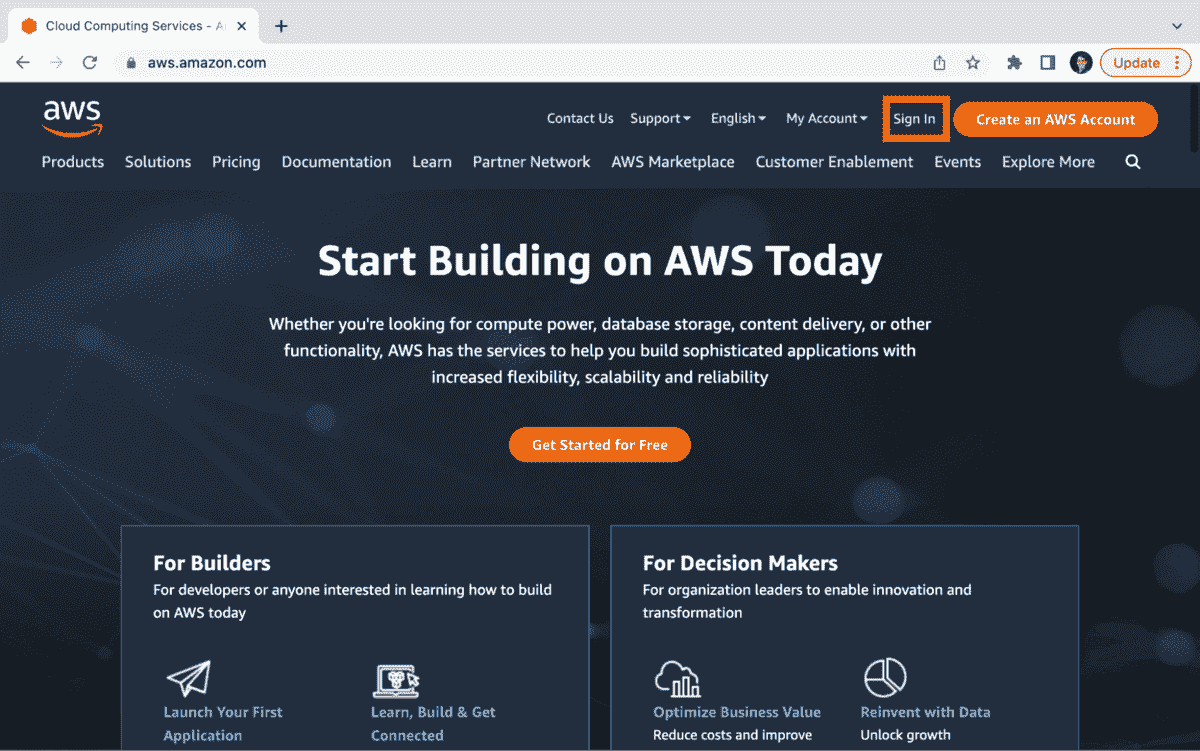 Cloud Computing Services - A
aws.amazon.com
Update
aws
Contact Us Support English My Account Sign In Create an AWS Account
Products Solutions Pricing Documentation Learn Partner Network AWS Marketplace Customer Enablement Events Explore More
Start Building on AWS Today
Whether you're looking for compute power, database storage, content delivery, or other
functionality, AWS has the services to help you build sophisticated applications with
increased flexibility, scalability and reliability
Get Started for Free
For Builders
For developers or anyone interested in learning how to build
on AWS today
Launch Your First
Application
Learn, Build & Get
Connected
For Decision Makers
For organization leaders to enable innovation and
transformation
Optimize Business Value
Reduce costs and improve
Reinvent with Data
Unlock growth